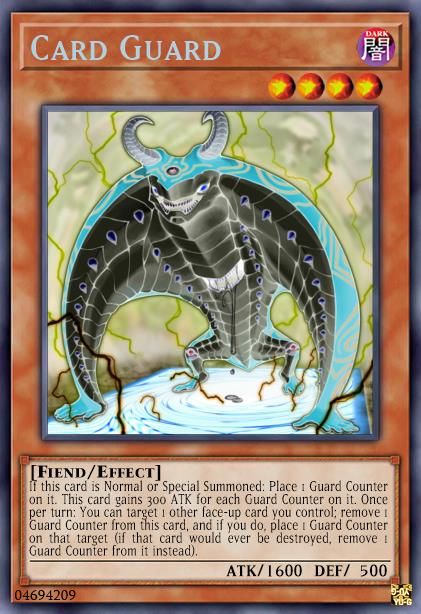 CARD GUARD
DARK
闇
[FIEND/EFFECT]
If this card is Normal or Special Summoned: Place 1 Guard Counter
on it. This card gains 300 ATK for each Guard Counter on it. Once
per turn: You can target 1 other face-up card you control; remove 1
Guard Counter from this card, and if you do, place 1 Guard Counter
on that target (if that card would ever be destroyed, remove 1
Guard Counter from it instead).
ATK/1600 DEF/ 500
04694209